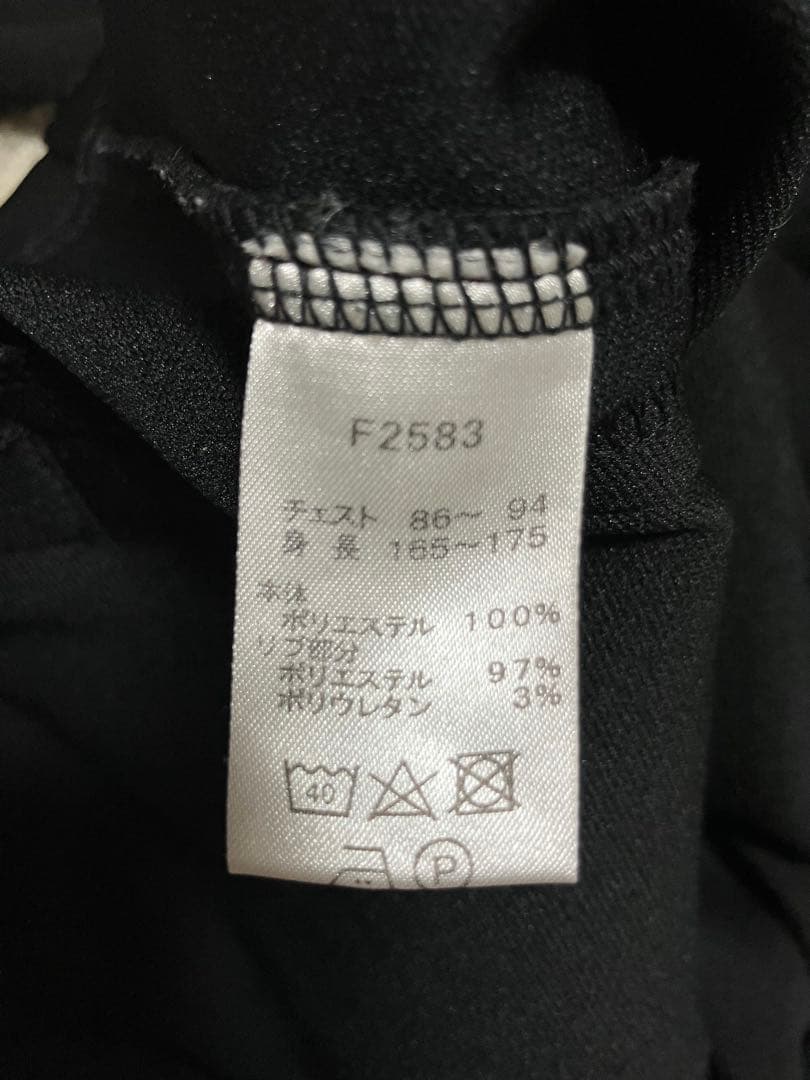 F2583
チェスト 86〜 94
身 長 165〜175
本体
ポリエステル 100%
リブ部分
ポリエステル 97%
ポリウレタン 3%
40
P